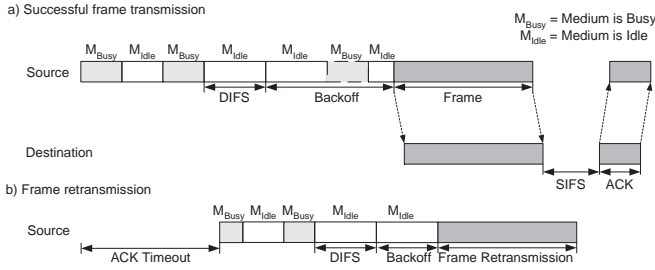 a) Successful frame transmission
M_Busy = Medium is Busy
M_Idle = Medium is Idle
M_Busy M_Idle M_Busy M_Idle M_Idle M_Busy M_Idle
Source
DIFS Backoff Frame
Destination
SIFS ACK
b) Frame retransmission
M_Busy M_Idle M_Busy M_Idle M_Idle
Source
ACK Timeout DIFS Backoff Frame Retransmission